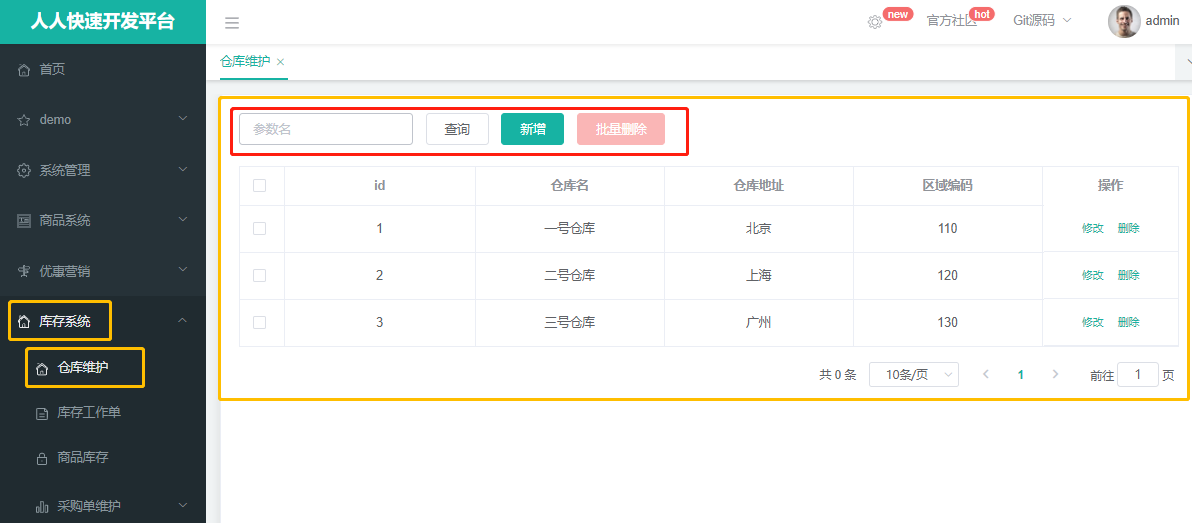 人人快速开发平台
new
官方社区
hot
Git源码
admin
首页
仓库维护
demo
参数名
查询
新增
批量删除
系统管理
id 仓库名 仓库地址 区域编码 操作
商品系统
1 一号仓库 北京 110 修改 删除
优惠营销
2 二号仓库 上海 120 修改 删除
库存系统
3 三号仓库 广州 130 修改 删除
仓库维护
共 0 条 10条/页 1 前往 1 页
库存工作单
商品库存
采购单维护